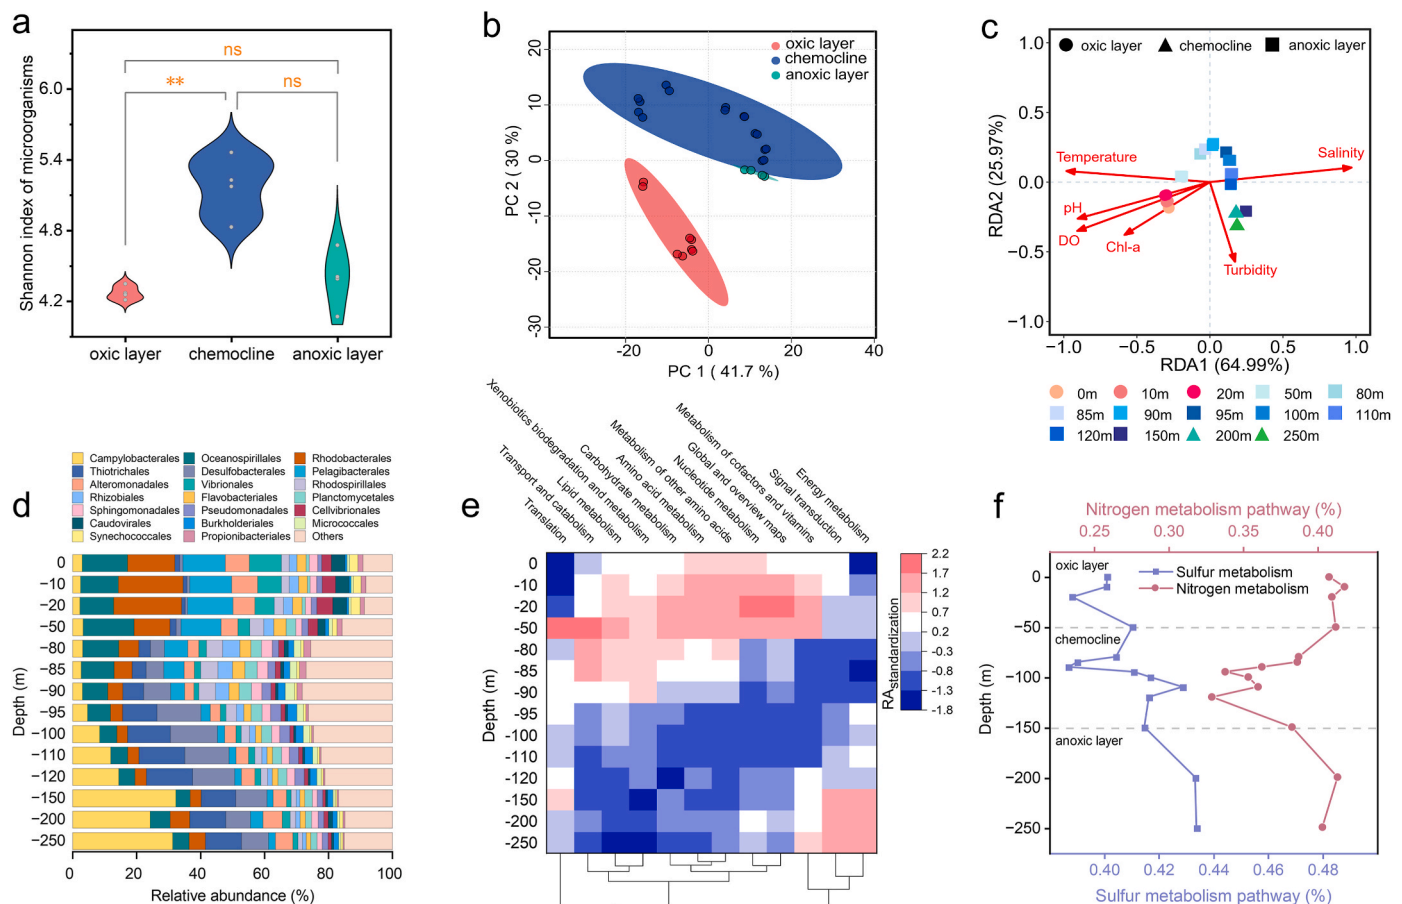 a
Shannon index of microorganisms
6.0
5.4
4.8
4.2
ns
**
ns
oxic layer
chemocline
anoxic layer
b
PC 2 ( 30 %)
20
10
0
-10
-20
-30
oxic layer
chemocline
anoxic layer
-20
0
20
40
PC 1 ( 41.7 %)
c
RDA2 (25.97%)
1.0
0.5
0.0
−0.5
−1.0
oxic layer
chemocline
anoxic layer
Temperature
Salinity
pH
DO
Chl-a
Turbidity
−1.0
−0.5
0.0
0.5
1.0
RDA1 (64.99%)
0m
10m
20m
50m
80m
85m
90m
95m
100m
110m
120m
150m
200m
250m
d
Campylobacterales
Oceanospirillales
Rhodobacterales
Thiotrichales
Desulfobacterales
Pelagibacterales
Alteromonadales
Vibrionales
Rhodospirillales
Rhizobiales
Flavobacteriales
Planctomycetales
Sphingomonadales
Pseudomonadales
Cellvibrionales
Caudovirales
Burkholderiales
Micrococcales
Synechococcales
Propionibacteriales
Others
Depth (m)
0
−10
−20
−50
−80
−85
−90
−95
−100
−110
−120
−150
−200
−250
0
20
40
60
80
100
Relative abundance (%)
e
Translation
Transport and catabolism
Lipid metabolism
Xenobiotics biodegradation and metabolism
Carbohydrate metabolism
Amino acid metabolism
Metabolism of other amino acids
Nucleotide metabolism
Global and overview maps
Metabolism of cofactors and vitamins
Signal transduction
Energy metabolism
Depth (m)
0
-10
-20
-50
-80
-85
-90
-95
-100
-110
-120
-150
-200
-250
RAstandardization
2.2
1.7
1.2
0.7
0.2
-0.3
-0.8
-1.3
-1.8
f
Nitrogen metabolism pathway (%)
0.25
0.30
0.35
0.40
oxic layer
Sulfur metabolism
Nitrogen metabolism
chemocline
anoxic layer
Depth (m)
0
−50
−100
−150
−200
−250
0.40
0.42
0.44
0.46
0.48
Sulfur metabolism pathway (%)